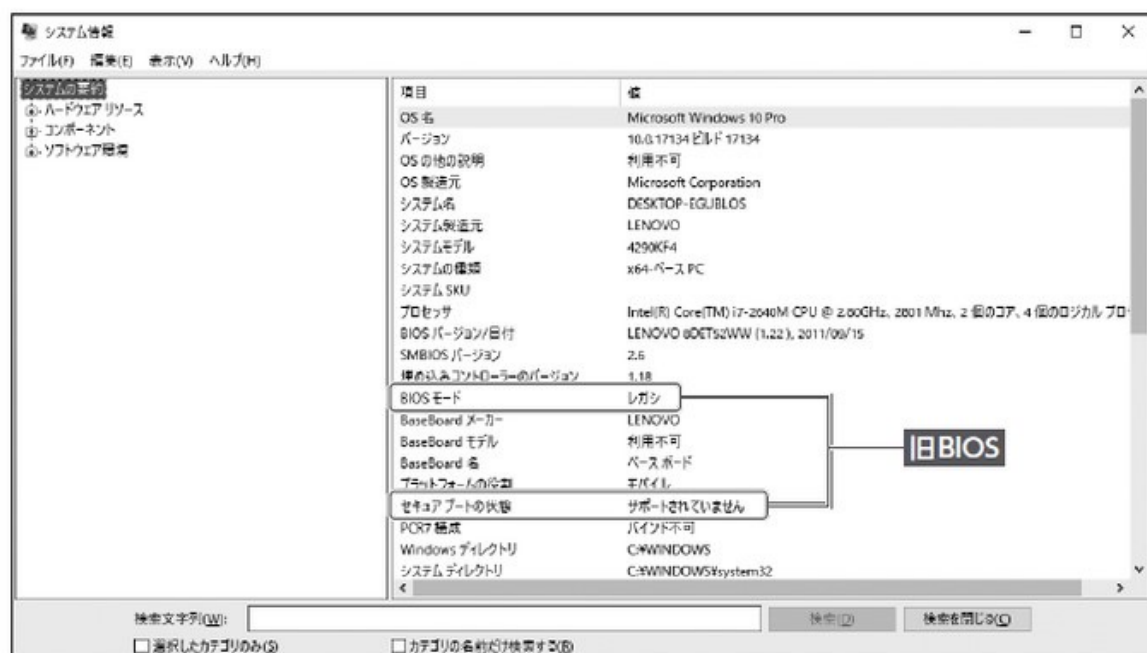 システム情報
ファイル(F) 編集(E) 表示(V) ヘルプ(H)
システムの要約
ハードウェア リソース
コンポーネント
ソフトウェア環境
項目 値
OS 名 Microsoft Windows 10 Pro
バージョン 10.0.17134 ビルド 17134
OS の他の説明 利用不可
OS 製造元 Microsoft Corporation
システム名 DESKTOP-EGUBLOS
システム製造元 LENOVO
システムモデル 4290KF4
システムの種類 x64-ベース PC
システム SKU
プロセッサ Intel(R) Core(TM) i7-2640M CPU @ 2.80GHz、2801 Mhz、2 個のコア、4 個のロジカル プロ
BIOS バージョン/日付 LENOVO 8DET52WW (1.22 ), 2011/09/15
SMBIOS バージョン 2.6
埋め込みコントローラーのバージョン 1.18
BIOS モード レガシ
BaseBoard メーカー LENOVO
BaseBoard モデル 利用不可
BaseBoard 名 ベース ボード
プラットフォームの役割 モバイル
セキュア ブートの状態 サポートされていません
PCR7 構成 バインド不可
Windows ディレクトリ C:¥WINDOWS
システム ディレクトリ C:¥WINDOWS¥system32
旧BIOS
検索文字列(W): 検索(D) 検索を閉じる(C)
選択したカテゴリのみ(S) カテゴリの名前だけ検索する(R)